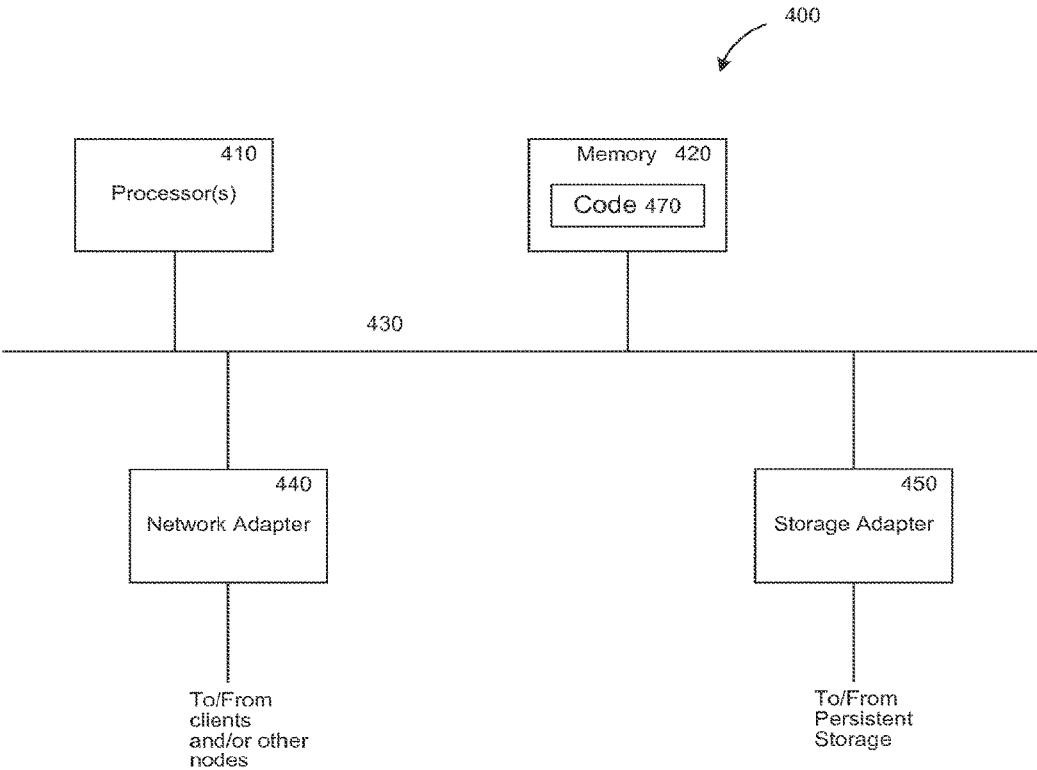 400
410
Processor(s)
Memory 420
Code 470
430
440
Network Adapter
450
Storage Adapter
To/From
clients
and/or other
nodes
To/From
Persistent
Storage